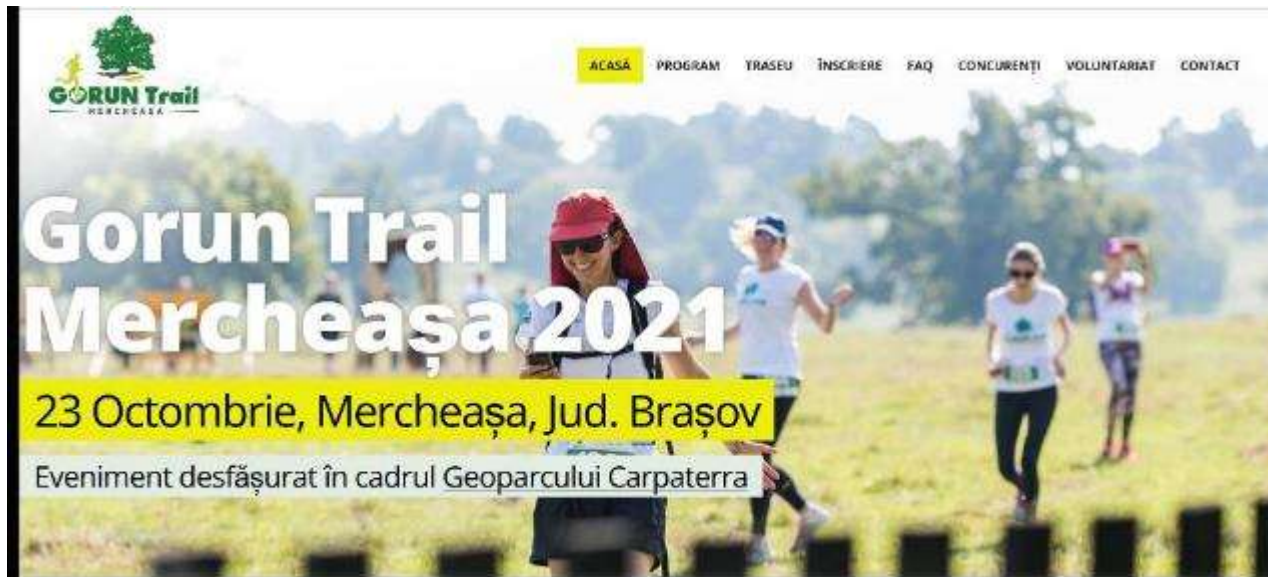 GORUN Trail
MERCHEASA
ACASĂ PROGRAM TRASEU ÎNSCRIERE FAQ CONCURENȚI VOLUNTARIAT CONTACT
Gorun Trail
Mercheașa 2021
23 Octombrie, Mercheașa, Jud. Brașov
Eveniment desfășurat în cadrul Geoparcului Carpaterra